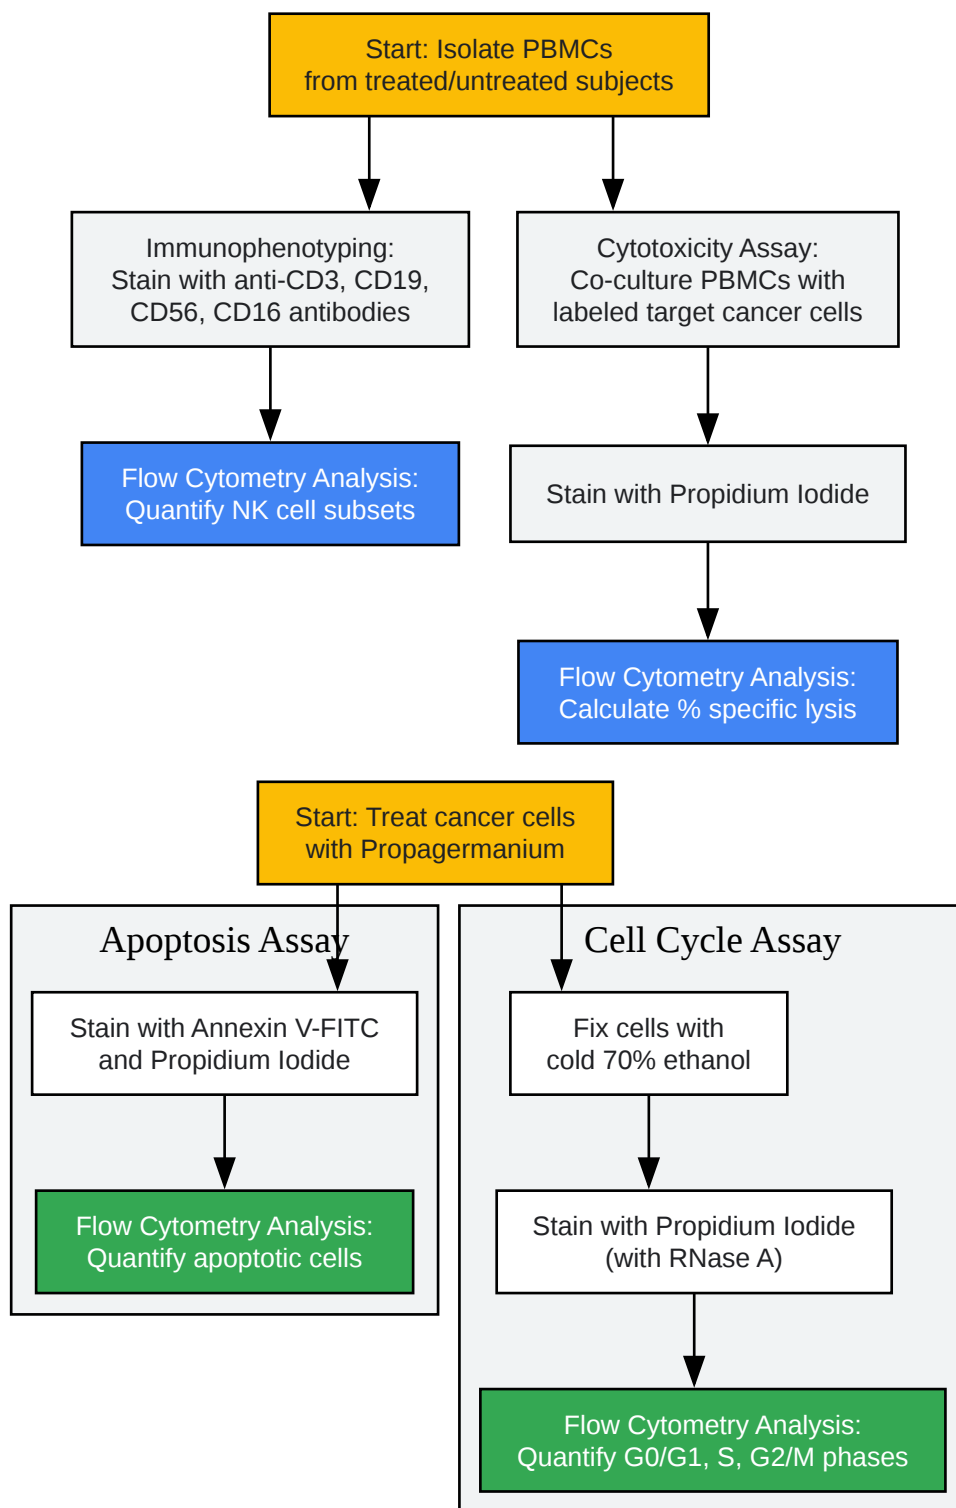 Start: Isolate PBMCs
from treated/untreated subjects
Immunophenotyping:
Stain with anti-CD3, CD19,
CD56, CD16 antibodies
Cytotoxicity Assay:
Co-culture PBMCs with
labeled target cancer cells
Flow Cytometry Analysis:
Quantify NK cell subsets
Stain with Propidium Iodide
Flow Cytometry Analysis:
Calculate % specific lysis
Start: Treat cancer cells
with Propagermanium
Apoptosis Assay
Stain with Annexin V-FITC
and Propidium Iodide
Flow Cytometry Analysis:
Quantify apoptotic cells
Cell Cycle Assay
Fix cells with
cold 70% ethanol
Stain with Propidium Iodide
(with RNase A)
Flow Cytometry Analysis:
Quantify G0/G1, S, G2/M phases